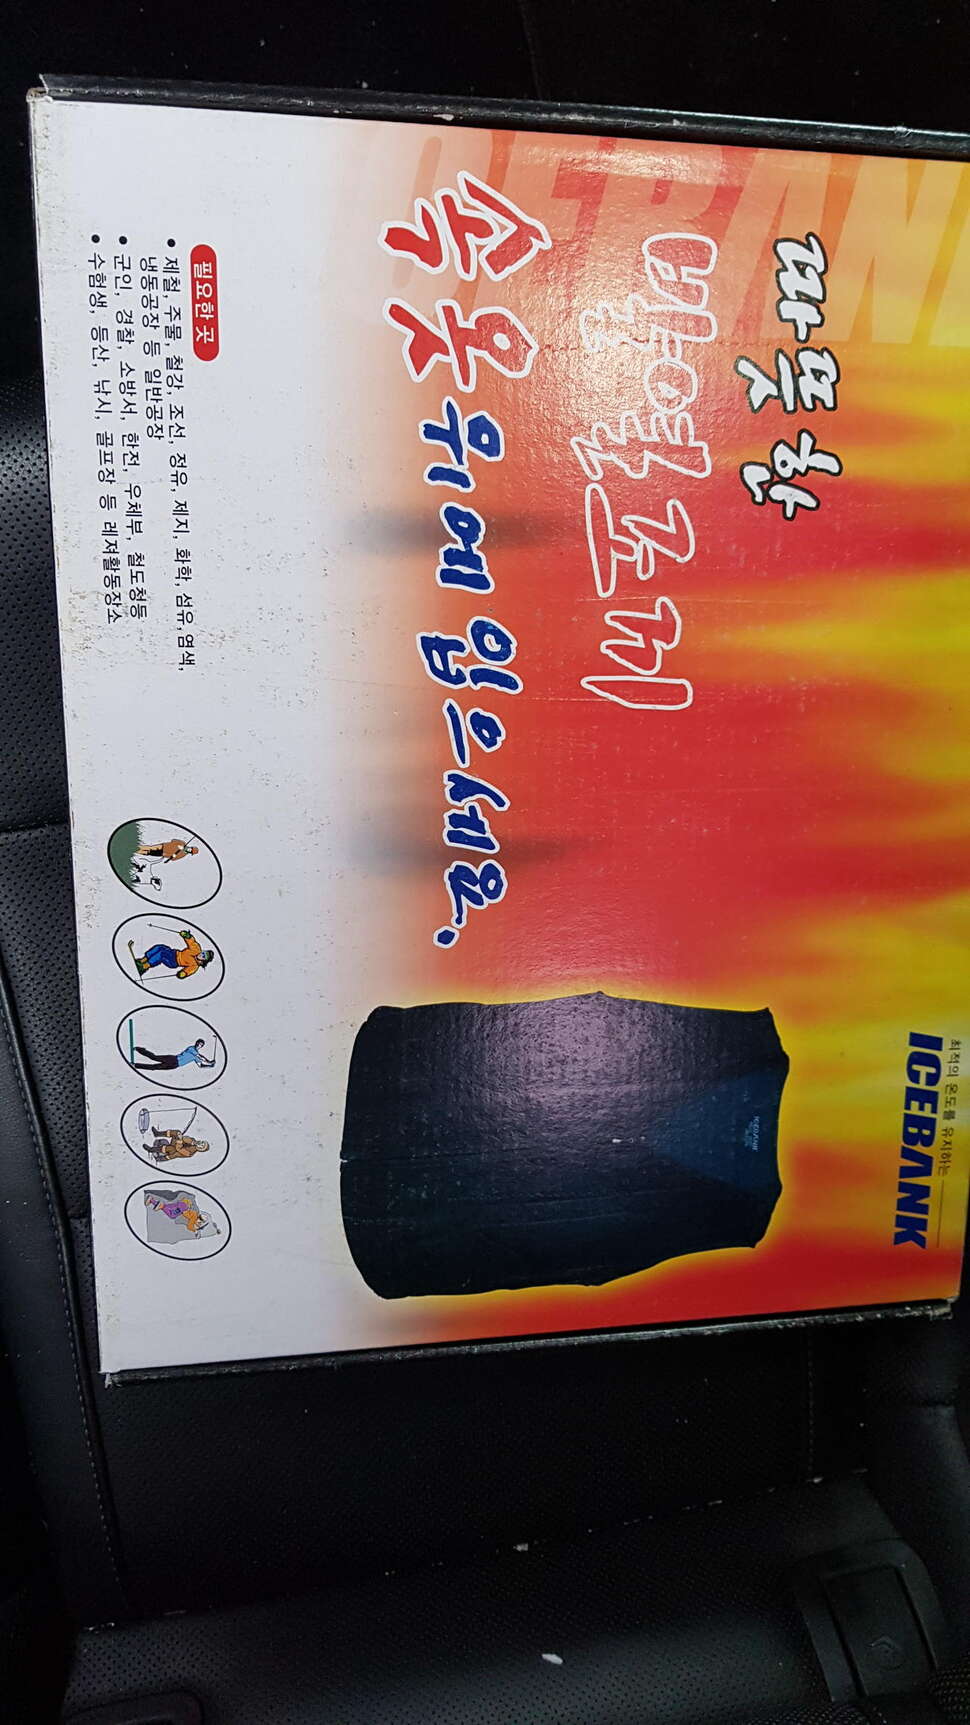 CEBANK
최적의 온도를 유지하는
ICEBANK
따뜻한
발열조끼
속옷위에 입으세요.
ICEBANK
필요한 곳
• 제철, 주물, 철강, 조선, 정유, 제지, 화학, 섬유, 염색,
냉동공장 등 일반공장
• 군인, 경찰, 소방서, 한전, 우체부, 철도청등
• 수험생, 등산, 낚시, 골프장 등 레져활동장소